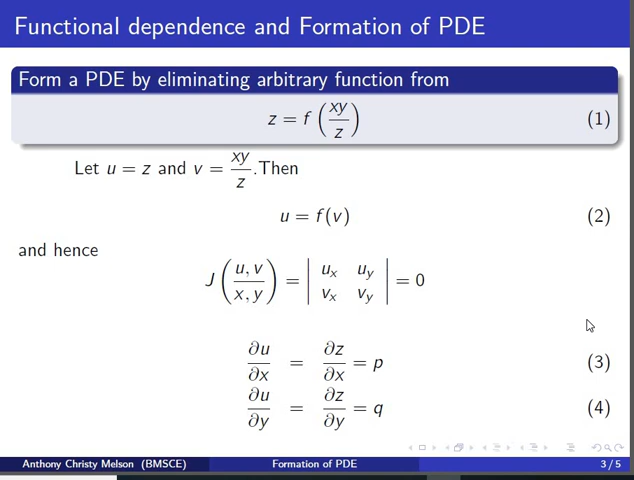 Functional dependence and Formation of PDE
Form a PDE by eliminating arbitrary function from
z = f (xy/z) (1)
Let u = z and v = xy/z .Then
u = f(v) (2)
and hence
J (u, v / x, y) = | u_x u_y ; v_x v_y | = 0
∂u/∂x = ∂z/∂x = p (3)
∂u/∂y = ∂z/∂y = q (4)
Anthony Christy Melson (BMSCE) Formation of PDE 3 / 5